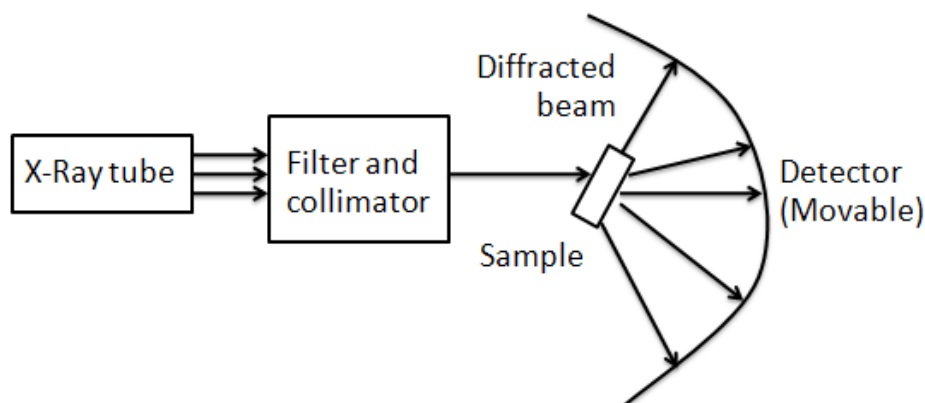 X-Ray tube
Filter and
collimator
Diffracted
beam
Sample
Detector
(Movable)